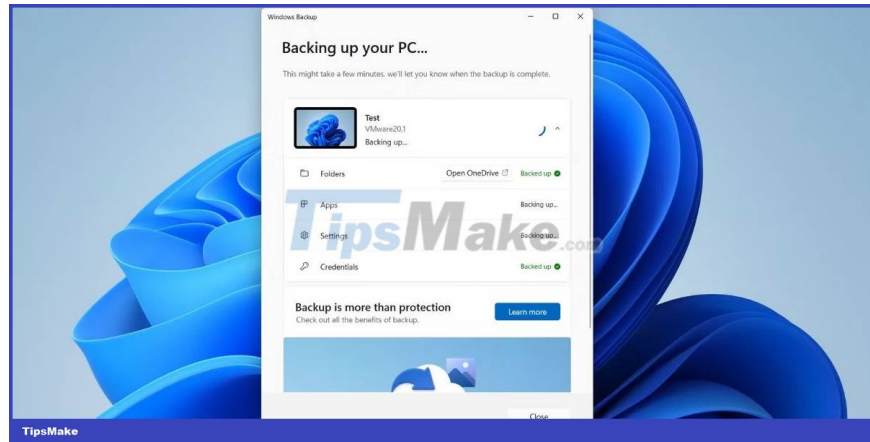 Windows Backup
Backing up your PC...
This might take a few minutes, we'll let you know when the backup is complete.
Test
VMware20,1
Backing up...
Folders
Open OneDrive
Backed up
Apps
Backing up...
TipsMake.com
Settings
Backing up...
Credentials
Backed up
Backup is more than protection
Check out all the benefits of backup.
Learn more
Close
TipsMake